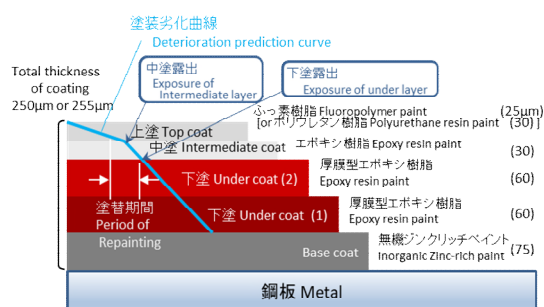 塗装劣化曲線
Deterioration prediction curve
Total thickness
of coating
250μm or 255μm
中塗露出
Exposure of
Intermediate layer
下塗露出
Exposure of under layer
ふっ素樹脂 Fluoropolymer paint (25μm)
[orポリウレタン樹脂 Polyurethane resin paint (30) ]
上塗 Top coat
中塗 Intermediate coat
エポキシ樹脂 Epoxy resin paint
(30)
下塗 Under coat (2)
厚膜型エポキシ樹脂
Epoxy resin paint (60)
塗替期間
Period of
Repainting
下塗 Under coat (1)
厚膜型エポキシ樹脂
Epoxy resin paint (60)
Base coat
無機ジンクリッチペイント
Inorganic Zinc-rich paint (75)
鋼板 Metal